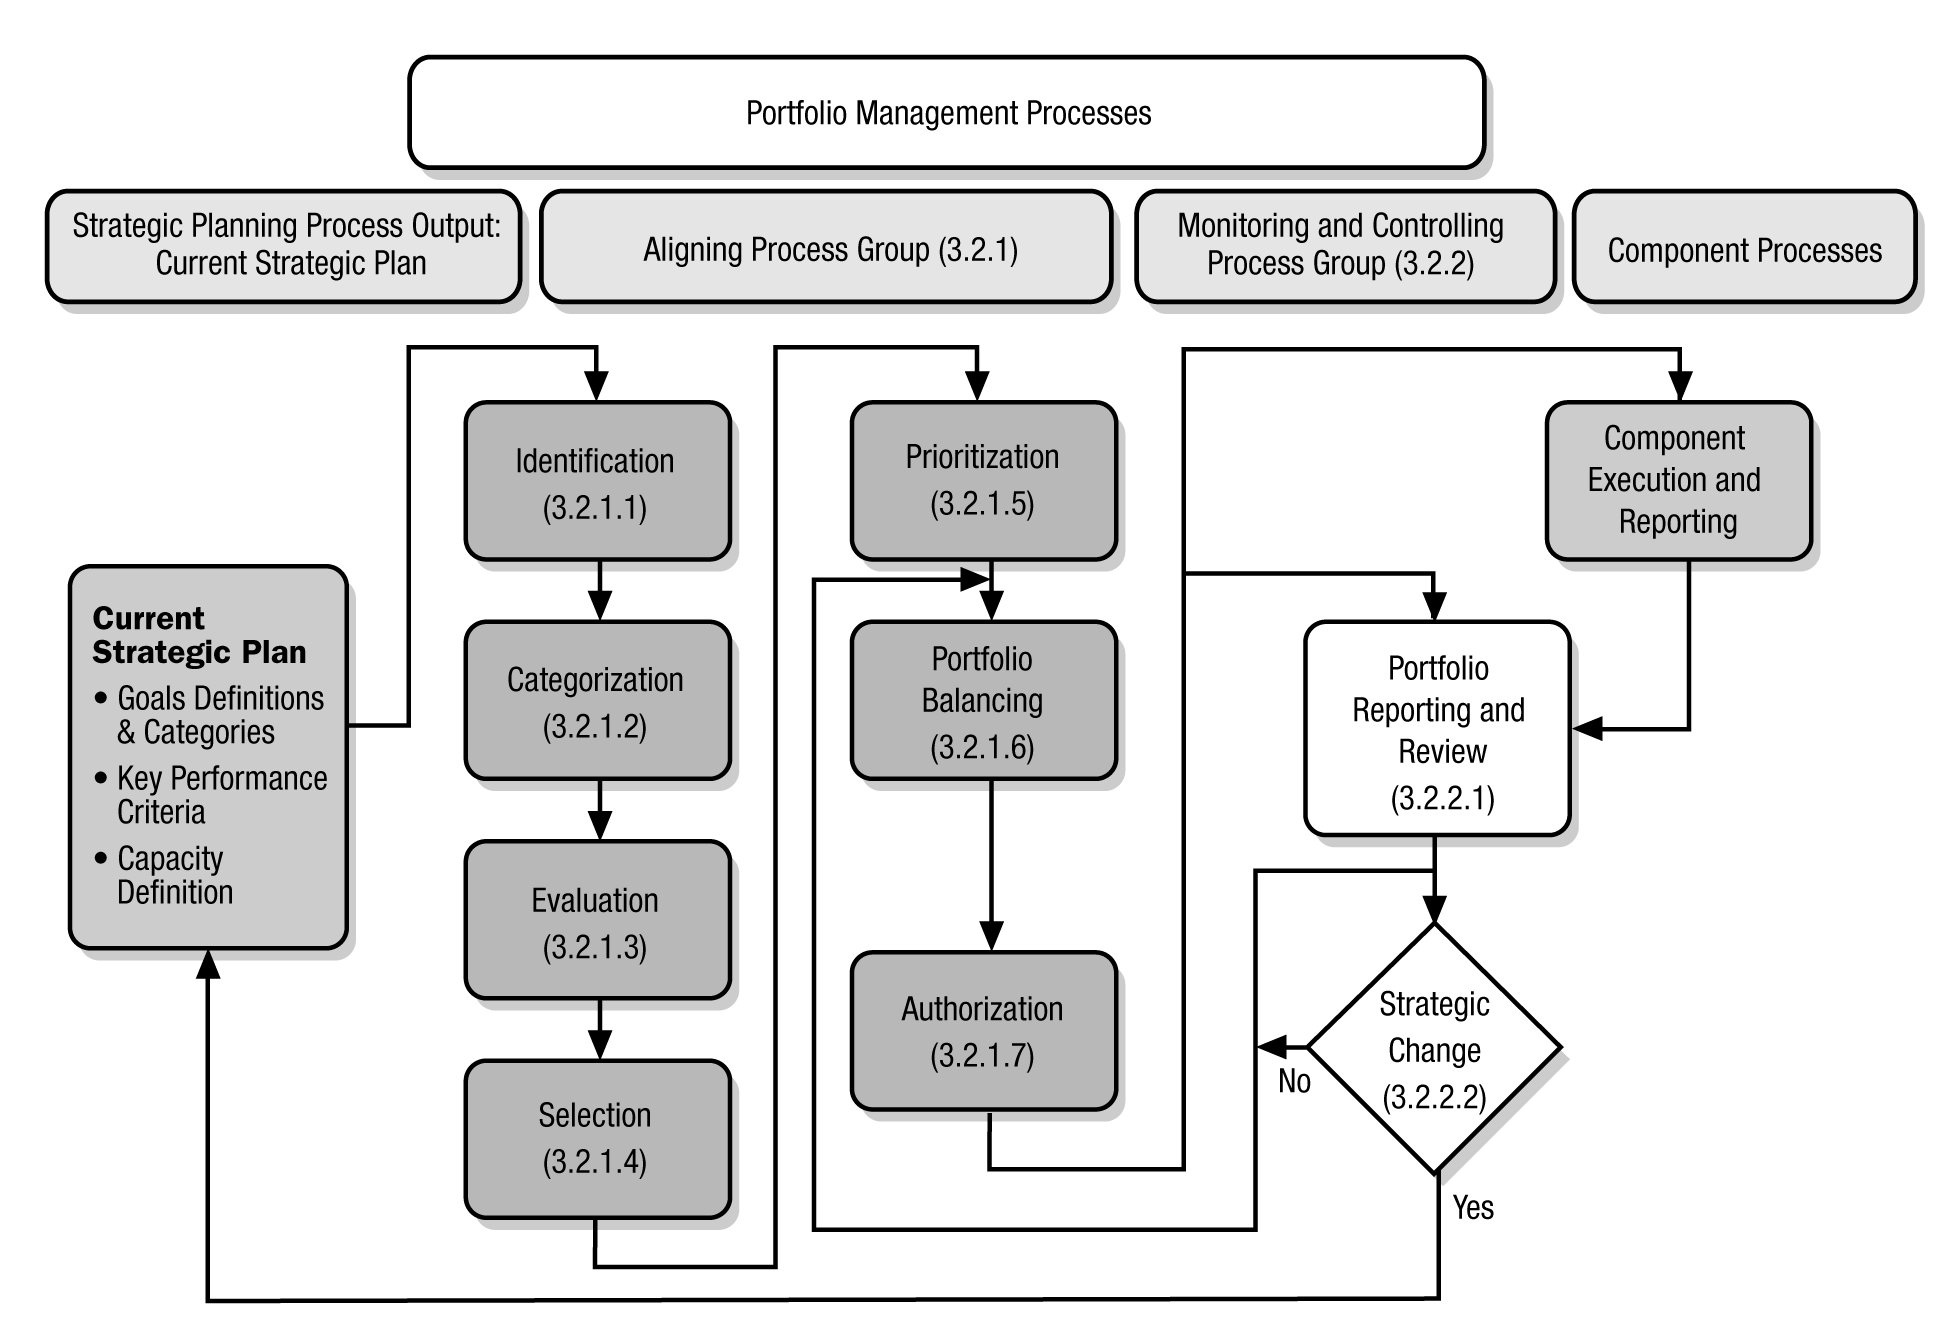 Portfolio Management Processes
Strategic Planning Process Output:
Current Strategic Plan
Aligning Process Group (3.2.1)
Monitoring and Controlling
Process Group (3.2.2)
Component Processes
Current
Strategic Plan
• Goals Definitions
& Categories
• Key Performance
Criteria
• Capacity
Definition
Identification
(3.2.1.1)
Categorization
(3.2.1.2)
Evaluation
(3.2.1.3)
Selection
(3.2.1.4)
Prioritization
(3.2.1.5)
Portfolio
Balancing
(3.2.1.6)
Authorization
(3.2.1.7)
Component
Execution and
Reporting
Portfolio
Reporting and
Review
(3.2.2.1)
Strategic
Change
(3.2.2.2)
No
Yes